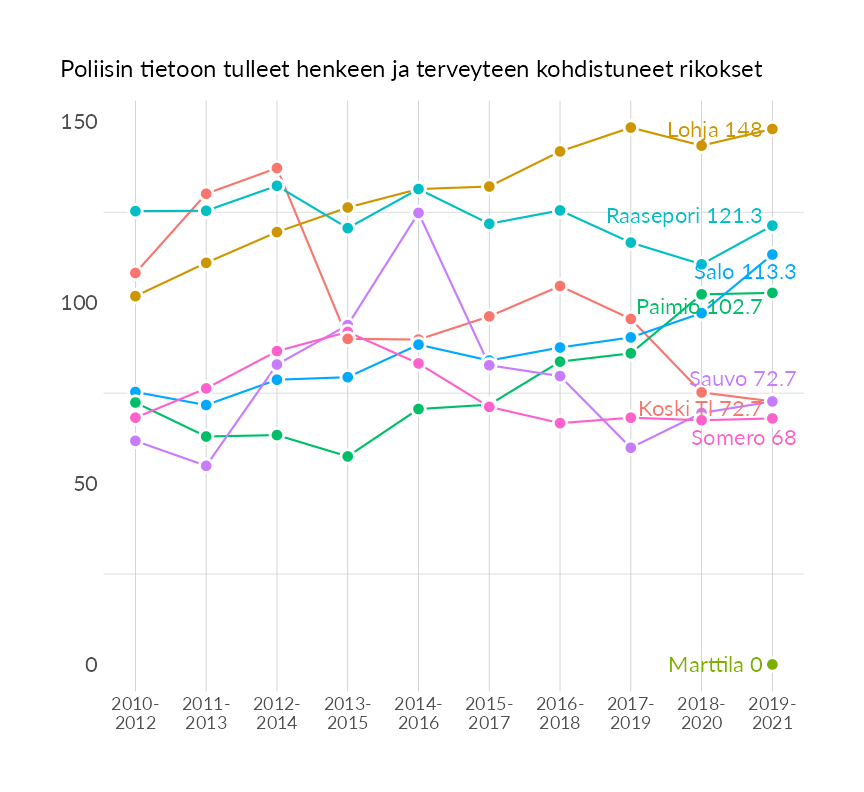 Poliisin tietoon tulleet henkeen ja terveyteen kohdistuneet rikokset
150
Lohja 148
Raasepori 121.3
Salo 113.3
100
Paimio 102.7
Sauvo 72.7
Koski Tl 72.7
Somero 68
50
Marttila 0
0
2010- 2011- 2012- 2013- 2014- 2015- 2016- 2017- 2018- 2019-
2012 2013 2014 2015 2016 2017 2018 2019 2020 2021